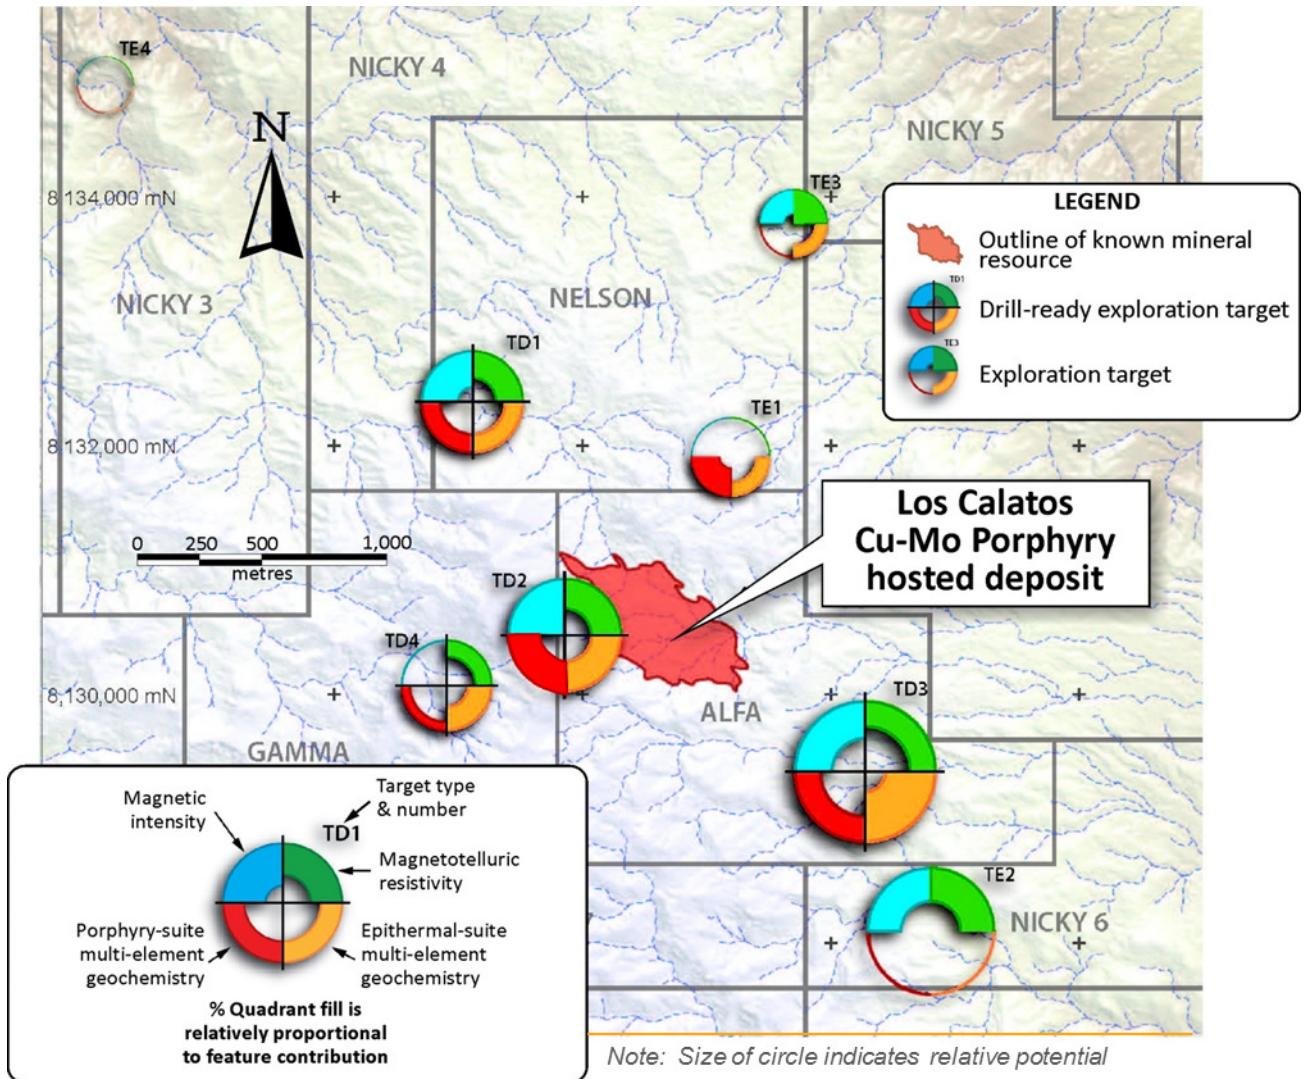 TE4
NICKY 4
NICKY 5
N
TE3
8,134,000 mN
LEGEND
Outline of known mineral
resource
TD1
Drill-ready exploration target
TE3
Exploration target
NICKY 3
NELSON
TD1
TE1
8,132,000 mN
Los Calatos
Cu-Mo Porphyry
hosted deposit
0 250 500 1,000
metres
TD2
TD4
TD3
8,130,000 mN
ALFA
GAMMA
Magnetic
intensity
Target type
& number
TD1
Magnetotelluric
resistivity
Porphyry-suite
multi-element
geochemistry
Epithermal-suite
multi-element
geochemistry
% Quadrant fill is
relatively proportional
to feature contribution
TE2
NICKY 6
Note: Size of circle indicates relative potential